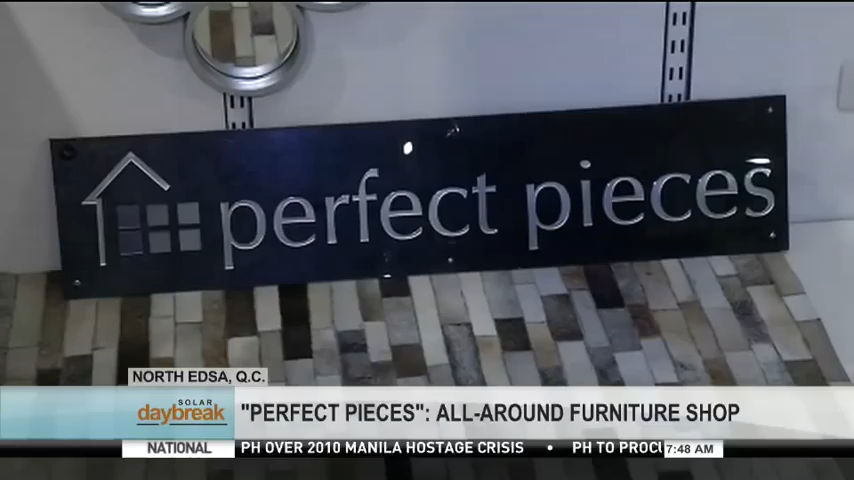 perfect pieces
NORTH EDSA, Q.C.
SOLAR
daybreak
"PERFECT PIECES": ALL-AROUND FURNITURE SHOP
NATIONAL
PH OVER 2010 MANILA HOSTAGE CRISIS • PH TO
7:48 AM